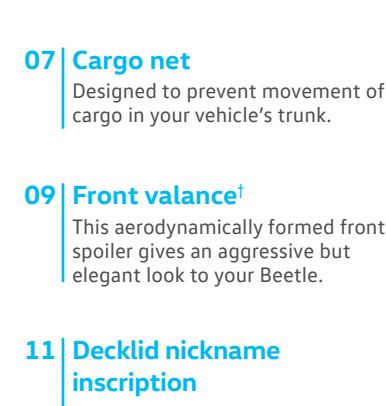 07 Cargo net
Designed to prevent movement of
cargo in your vehicle's trunk.
09 Front valance†
This aerodynamically formed front
spoiler gives an aggressive but
elegant look to your Beetle.
11 Decklid nickname
inscription